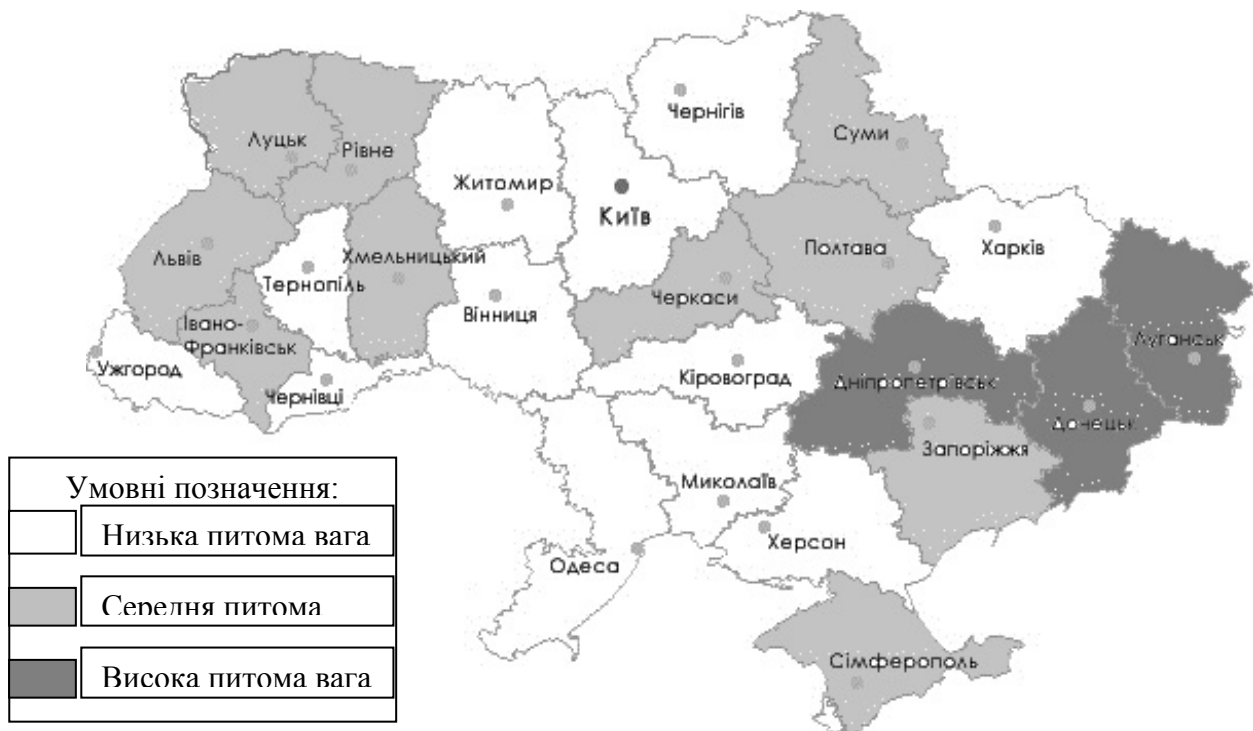 Чернігів
Суми
Луцьк
Рівне
Житомир
Київ
Львів
Хмельницький
Полтава
Харків
Тернопіль
Черкаси
Вінниця
Івано-
Франківськ
Луганськ
Ужгород
Чернівці
Кіровоград
Дніпропетрівськ
Донецьк
Запоріжжя
Миколаїв
Херсон
Одеса
Сімферополь
Умовні позначення:
Низька питома вага
Середня питома
Висока питома вага